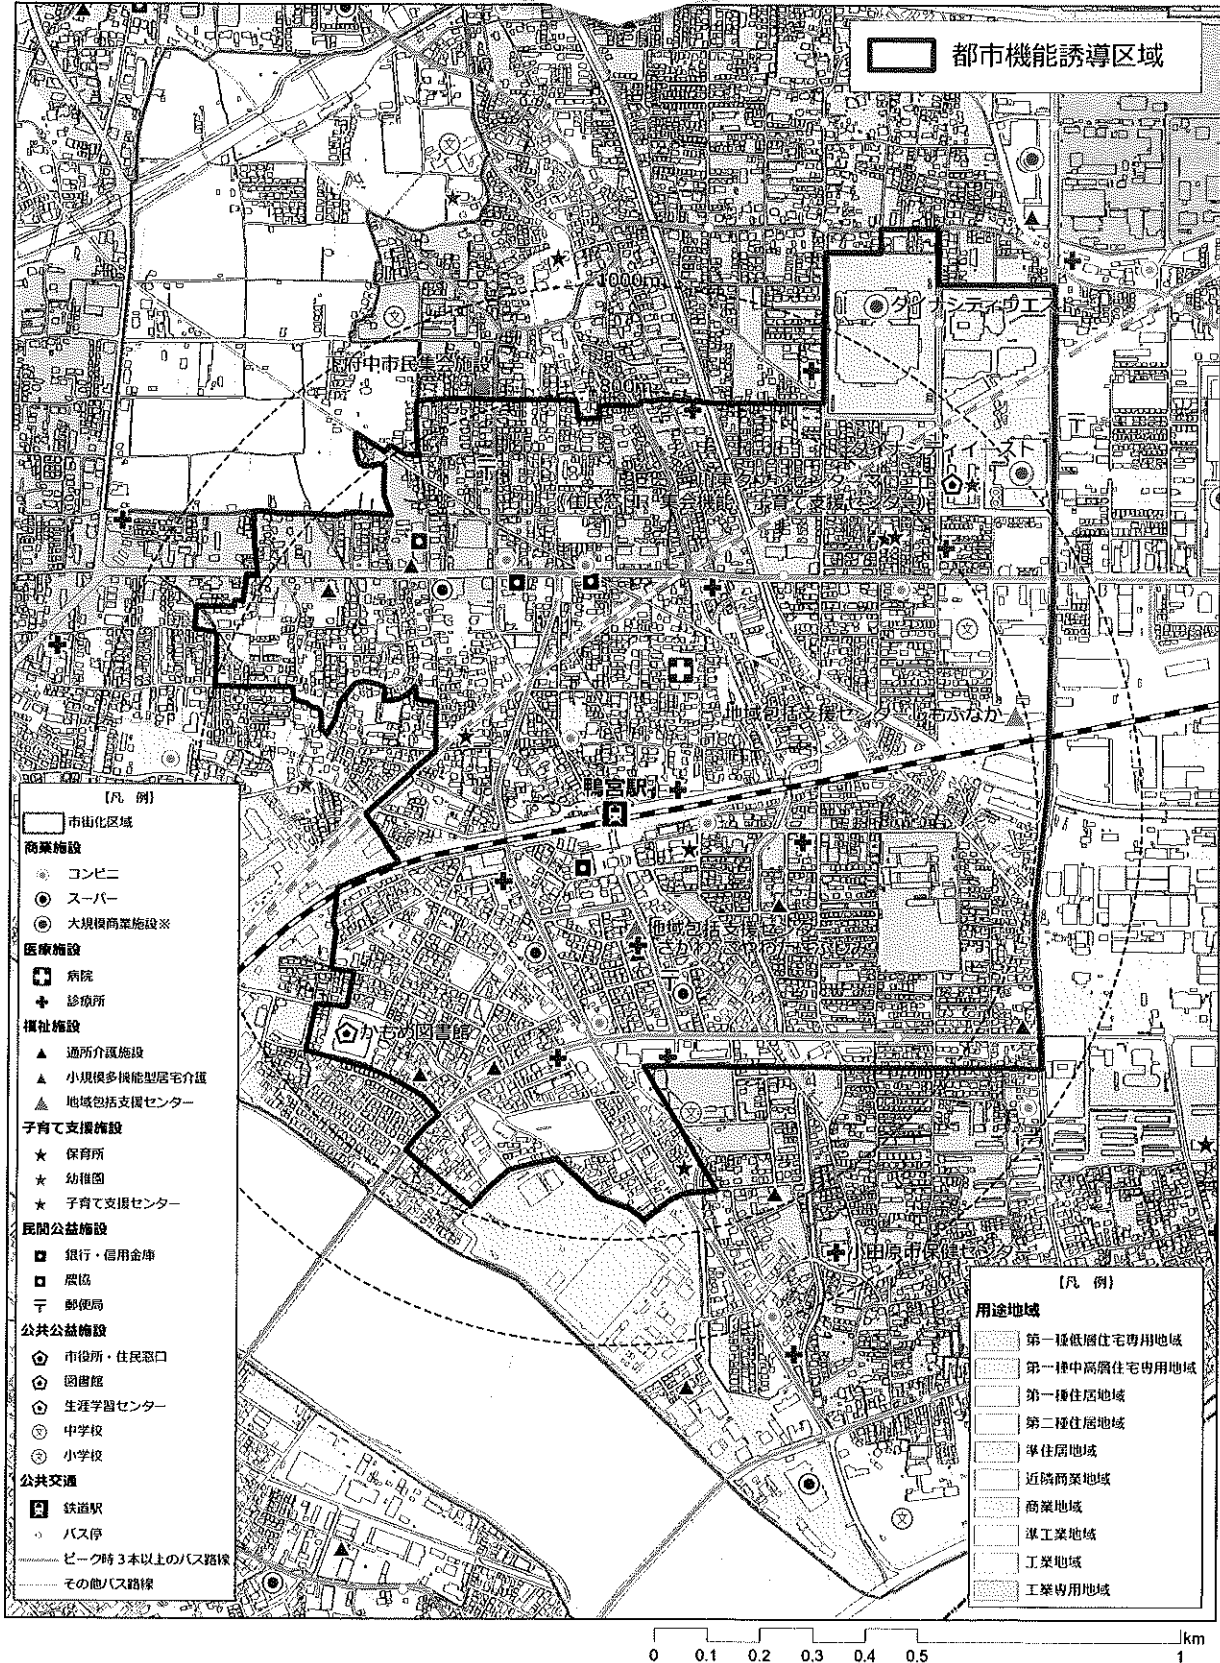 都市機能誘導区域
1000m
ダイナシティウエスト
下府中市民集会施設
800m
鴨宮駅
地域包括支援センター
地域包括支援センター
かもめ図書館
小田原市保健センター
[凡 例]
市街化区域
商業施設
コンビニ
スーパー
大規模商業施設※
医療施設
病院
診療所
福祉施設
通所介護施設
小規模多機能型居宅介護
地域包括支援センター
子育て支援施設
保育所
幼稚園
子育て支援センター
民間公益施設
銀行・信用金庫
農協
郵便局
公共公益施設
市役所・住民窓口
図書館
生涯学習センター
中学校
小学校
公共交通
鉄道駅
バス停
ピーク時3本以上のバス路線
その他バス路線
[凡 例]
用途地域
第一種低層住宅専用地域
第一種中高層住宅専用地域
第一種住居地域
第二種住居地域
準住居地域
近隣商業地域
商業地域
準工業地域
工業地域
工業専用地域
km
0 0.1 0.2 0.3 0.4 0.5 1